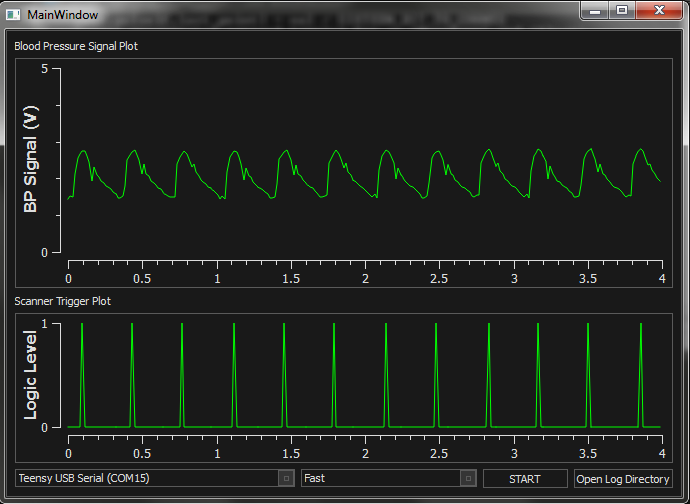 MainWindow
Blood Pressure Signal Plot
5
BP Signal (V)
0
0 0.5 1 1.5 2 2.5 3 3.5 4
Scanner Trigger Plot
1
Logic Level
0
0 0.5 1 1.5 2 2.5 3 3.5 4
Teensy USB Serial (COM15) Fast START Open Log Directory